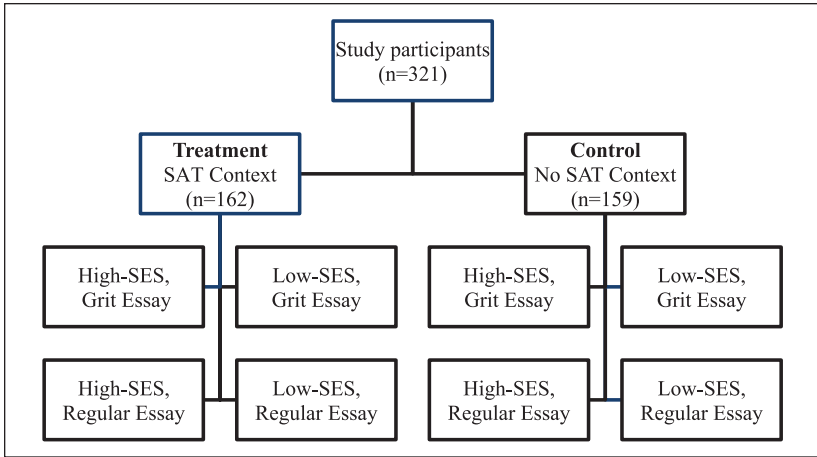 Study participants
(n=321)
Treatment
SAT Context
(n=162)
Control
No SAT Context
(n=159)
High-SES,
Grit Essay
Low-SES,
Grit Essay
High-SES,
Grit Essay
Low-SES,
Grit Essay
High-SES,
Regular Essay
Low-SES,
Regular Essay
High-SES,
Regular Essay
Low-SES,
Regular Essay